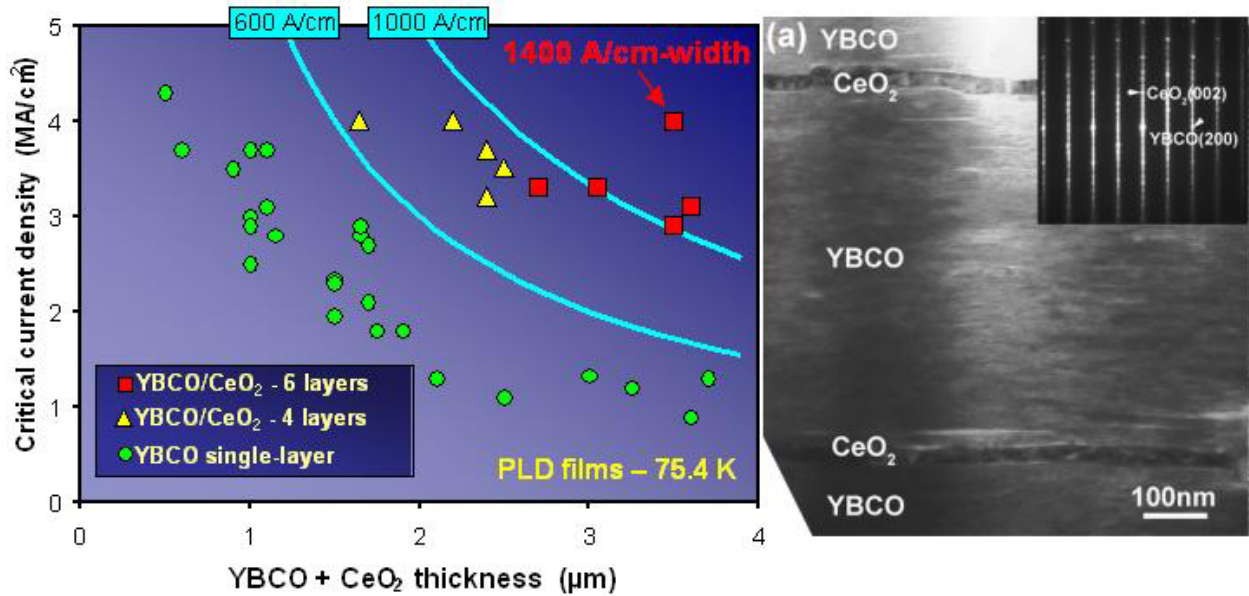 600 A/cm
1000 A/cm
1400 A/cm-width
Critical current density (MA/cm²)
5
4
3
2
1
0
YBCO/CeO₂ - 6 layers
YBCO/CeO₂ - 4 layers
YBCO single-layer
PLD films – 75.4 K
0
1
2
3
4
YBCO + CeO₂ thickness (µm)
(a)
YBCO
CeO₂
CeO₂(002)
YBCO(200)
YBCO
CeO₂
YBCO
100nm